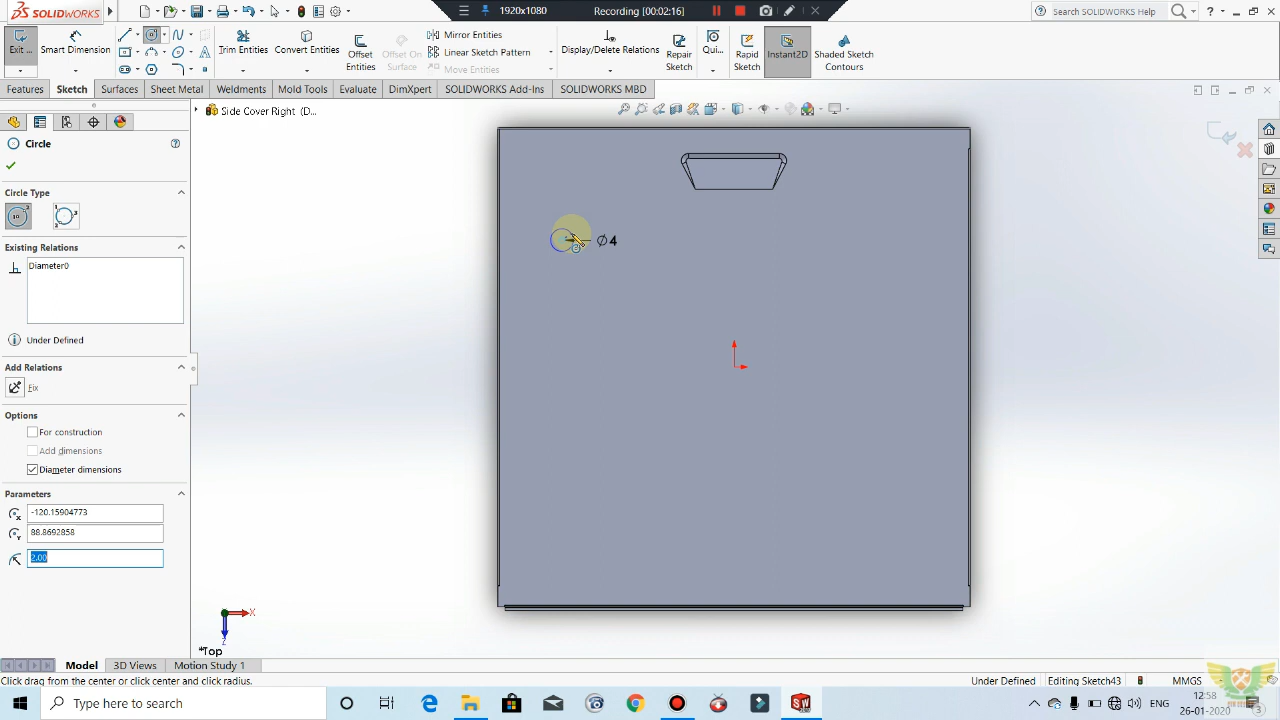 SOLIDWORKS
1920x1080
Recording [00:02:16]
Search SOLIDWORKS Help
Exit ...
Smart Dimension
Trim Entities
Convert Entities
Offset Entities
Offset On Surface
Mirror Entities
Linear Sketch Pattern
Move Entities
Display/Delete Relations
Repair Sketch
Qui...
Rapid Sketch
Instant2D
Shaded Sketch Contours
Features
Sketch
Surfaces
Sheet Metal
Weldments
Mold Tools
Evaluate
DimXpert
SOLIDWORKS Add-Ins
SOLIDWORKS MBD
Side Cover Right (D...
Circle
Circle Type
Existing Relations
Diameter0
Under Defined
Add Relations
Fix
Options
For construction
Add dimensions
Diameter dimensions
Parameters
-120.15904773
88.8692858
2.00
∅4
X
Z
*Top
Model
3D Views
Motion Study 1
Click drag from the center or click center and click radius.
Under Defined
Editing Sketch43
MMGS
Type here to search
ENG
12:58
26-01-2020
3